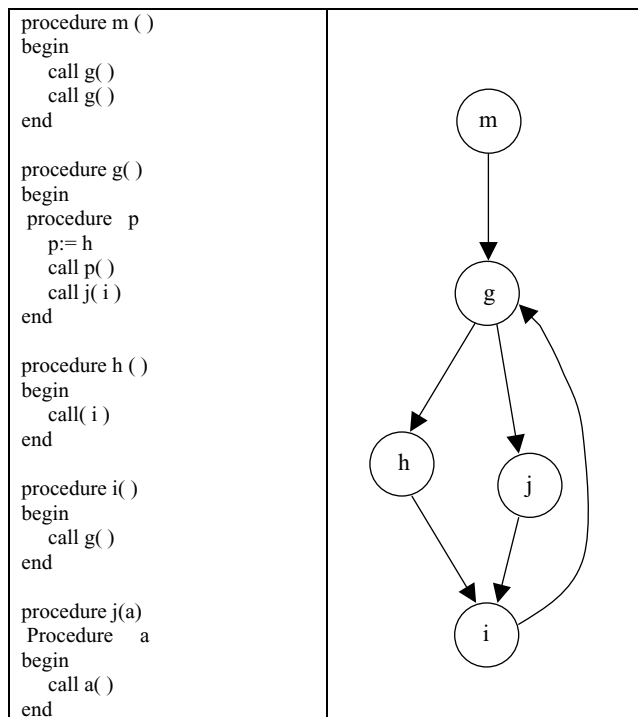 procedure m ( )
begin
call g( )
call g( )
end
procedure g( )
begin
procedure p
p:= h
call p( )
call j( i )
end
procedure h ( )
begin
call( i )
end
procedure i( )
begin
call g( )
end
procedure j(a)
Procedure a
begin
call a( )
end
m
g
h
j
i